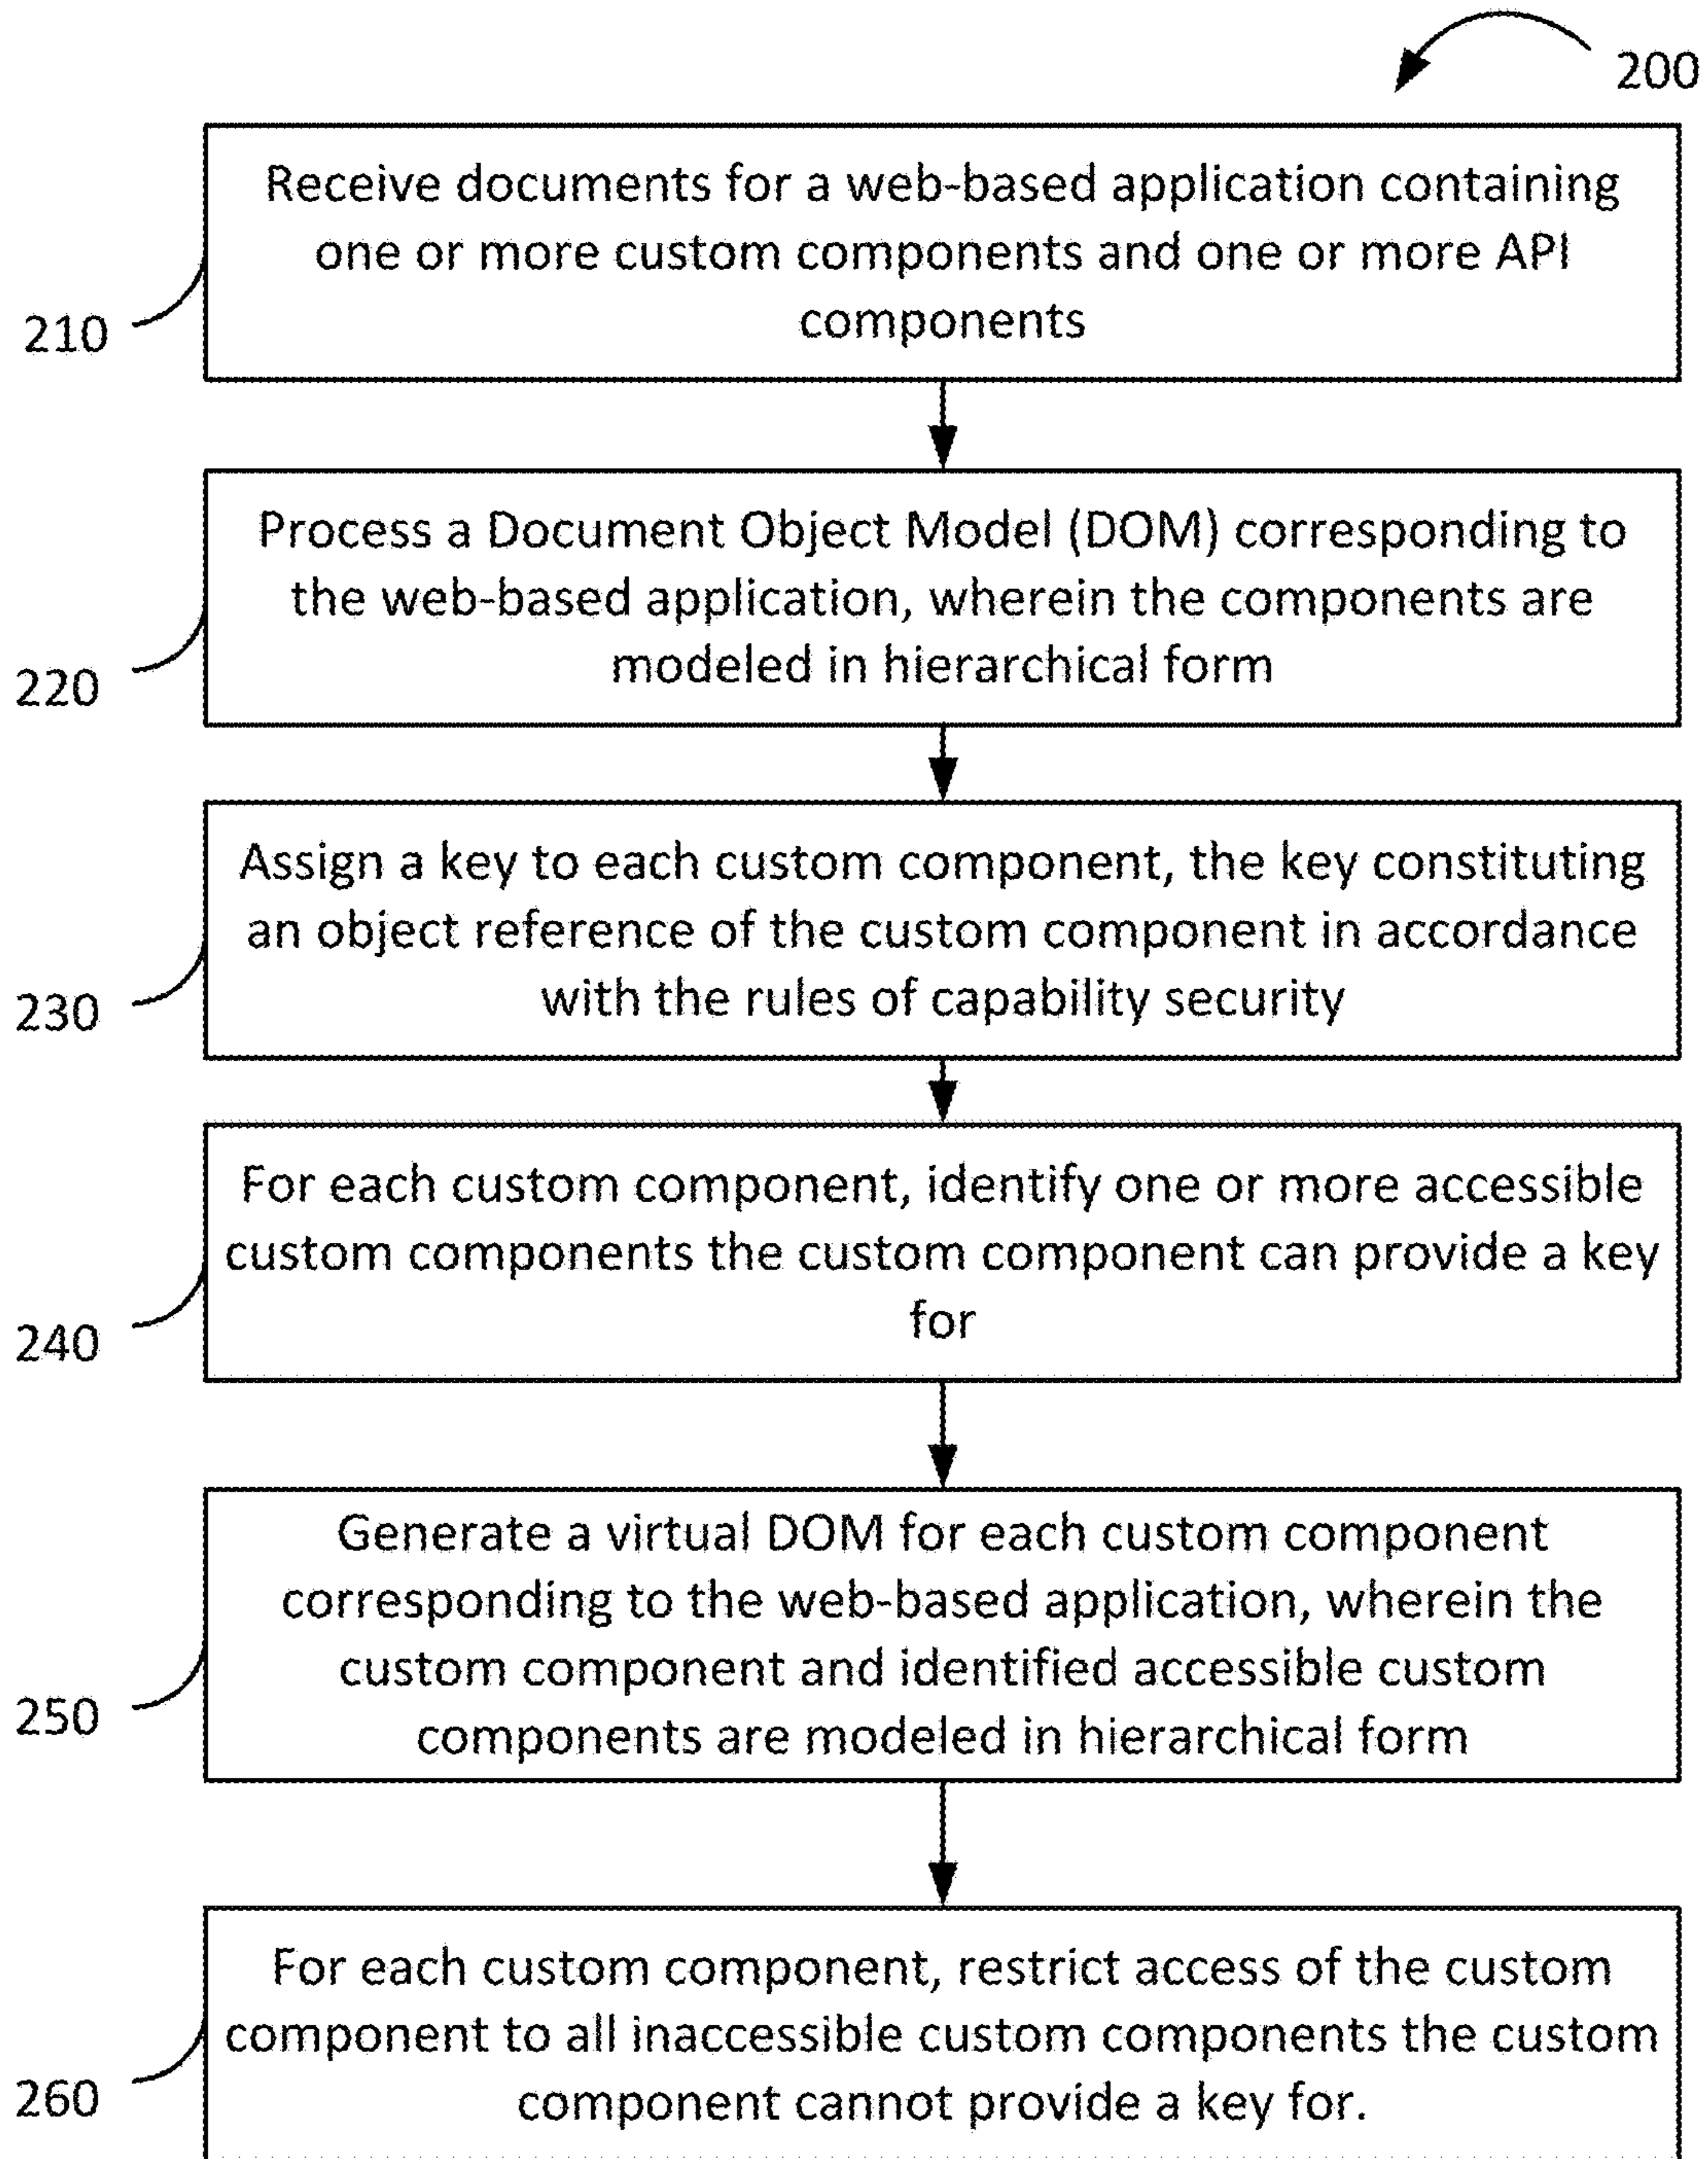 200
Receive documents for a web-based application containing
one or more custom components and one or more API
components
210
Process a Document Object Model (DOM) corresponding to
the web-based application, wherein the components are
modeled in hierarchical form
220
Assign a key to each custom component, the key constituting
an object reference of the custom component in accordance
with the rules of capability security
230
For each custom component, identify one or more accessible
custom components the custom component can provide a key
for
240
Generate a virtual DOM for each custom component
corresponding to the web-based application, wherein the
custom component and identified accessible custom
components are modeled in hierarchical form
250
For each custom component, restrict access of the custom
component to all inaccessible custom components the custom
component cannot provide a key for.
260